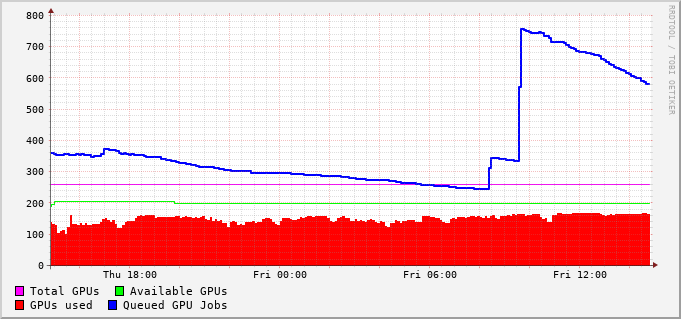 800
700
600
500
400
300
200
100
0
Thu 18:00 Fri 00:00 Fri 06:00 Fri 12:00
Total GPUs Available GPUs
GPUs used Queued GPU Jobs
RRDTOOL / TOBI OETIKER